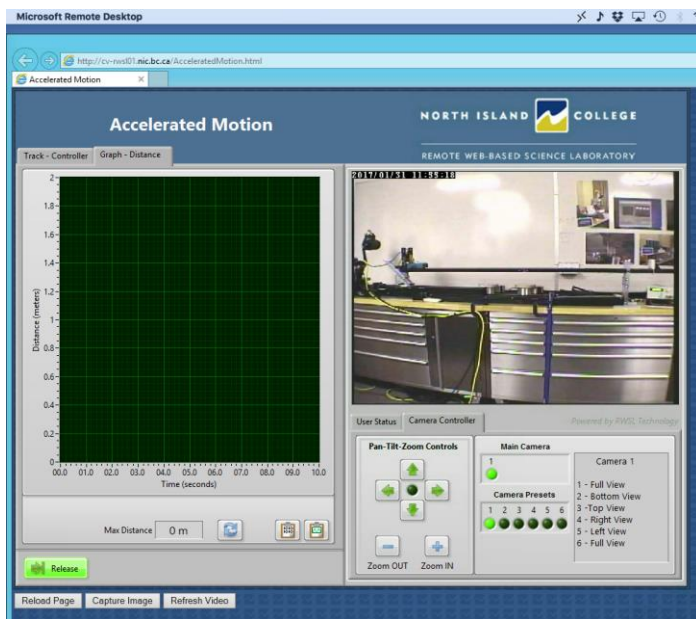 Microsoft Remote Desktop
http://cv-rwsl01.nic.bc.ca/AcceleratedMotion.html
Accelerated Motion
Accelerated Motion
NORTH ISLAND COLLEGE
REMOTE WEB-BASED SCIENCE LABORATORY
Track - Controller Graph - Distance
2
1.8
1.6
1.4
1.2
1
0.8
0.6
0.4
0.2
0
Distance (meters)
00.0 01.0 02.0 03.0 04.0 05.0 06.0 07.0 08.0 09.0 10.0
Time (seconds)
Max Distance 0 m
Release
2017/01/31
User Status Camera Controller
Powered by RWSL Technology
Pan-Tilt-Zoom Controls
Zoom OUT Zoom IN
Main Camera
1
Camera Presets
1 2 3 4 5 6
Camera 1
1 - Full View
2 - Bottom View
3 -Top View
4 - Right View
5 - Left View
6 - Full View
Reload Page Capture Image Refresh Video